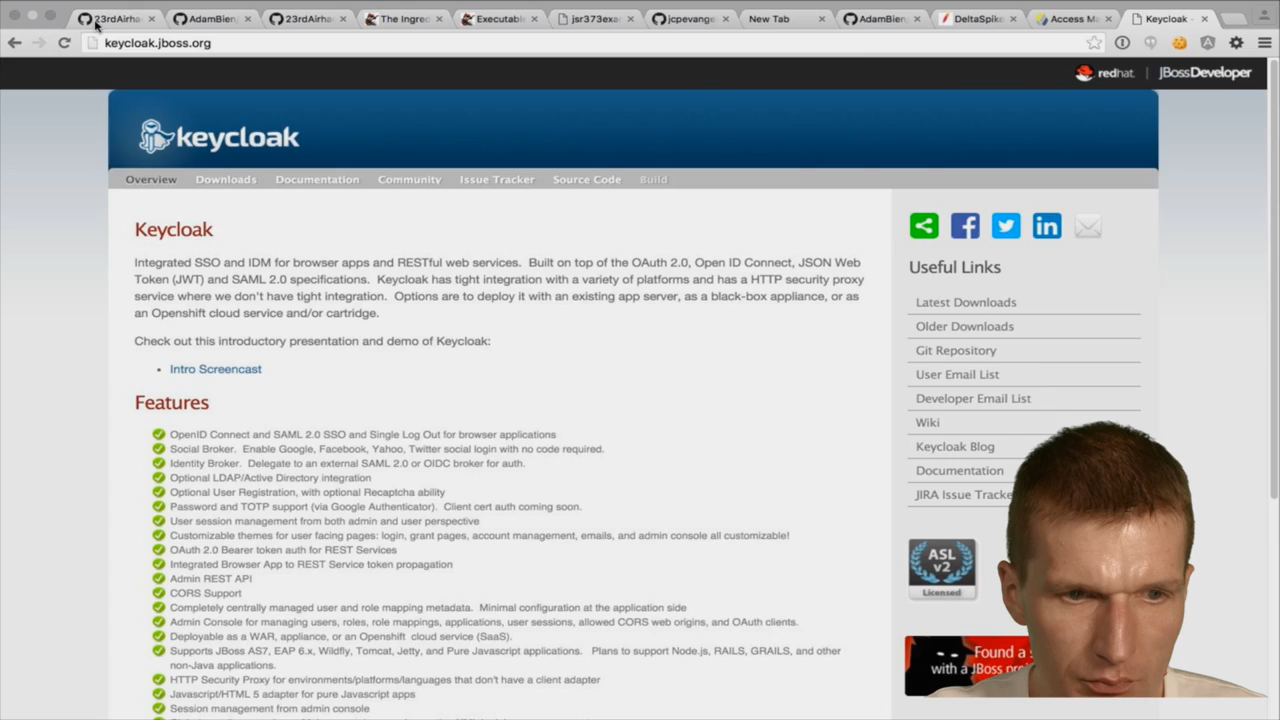 23rdAirha
AdamBien
23rdAirha
The Ingre
Executabl
jsr373exa
jcpevange
New Tab
AdamBien
DeltaSpike
Access Ma
Keycloak -
keycloak.jboss.org
redhat. | JBossDeveloper
keycloak
Overview Downloads Documentation Community Issue Tracker Source Code Build
Keycloak
Integrated SSO and IDM for browser apps and RESTful web services. Built on top of the OAuth 2.0, Open ID Connect, JSON Web
Token (JWT) and SAML 2.0 specifications. Keycloak has tight integration with a variety of platforms and has a HTTP security proxy
service where we don't have tight integration. Options are to deploy it with an existing app server, as a black-box appliance, or as
an Openshift cloud service and/or cartridge.
Check out this introductory presentation and demo of Keycloak:
Intro Screencast
Features
OpenID Connect and SAML 2.0 SSO and Single Log Out for browser applications
Social Broker. Enable Google, Facebook, Yahoo, Twitter social login with no code required.
Identity Broker. Delegate to an external SAML 2.0 or OIDC broker for auth.
Optional LDAP/Active Directory integration
Optional User Registration, with optional Recaptcha ability
Password and TOTP support (via Google Authenticator). Client cert auth coming soon.
User session management from both admin and user perspective
Customizable themes for user facing pages: login, grant pages, account management, emails, and admin console all customizable!
OAuth 2.0 Bearer token auth for REST Services
Integrated Browser App to REST Service token propagation
Admin REST API
CORS Support
Completely centrally managed user and role mapping metadata. Minimal configuration at the application side
Admin Console for managing users, roles, role mappings, applications, user sessions, allowed CORS web origins, and OAuth clients.
Deployable as a WAR, appliance, or an Openshift cloud service (SaaS).
Supports JBoss AS7, EAP 6.x, Wildfly, Tomcat, Jetty, and Pure Javascript applications. Plans to support Node.js, RAILS, GRAILS, and other
non-Java applications.
HTTP Security Proxy for environments/platforms/languages that don't have a client adapter
Javascript/HTML 5 adapter for pure Javascript apps
Session management from admin console
Useful Links
Latest Downloads
Older Downloads
Git Repository
User Email List
Developer Email List
Wiki
Keycloak Blog
Documentation
JIRA Issue Tracke
ASL
v2
Licensed
Found a s
with a JBoss pr